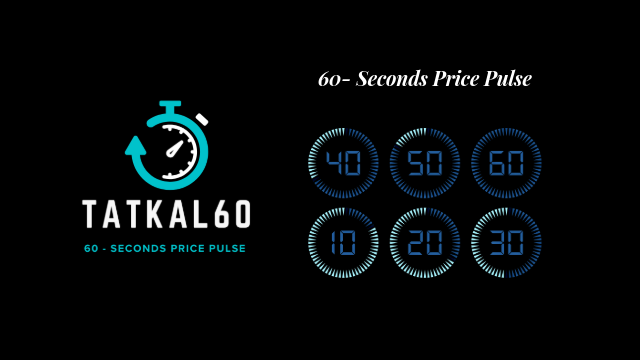 60- Seconds Price Pulse
TATKAL60
60 - SECONDS PRICE PULSE
40 50 60
10 20 30